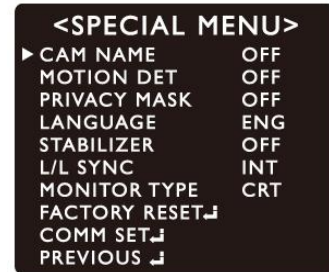 <SPECIAL MENU>
▶ CAM NAME OFF
MOTION DET OFF
PRIVACY MASK OFF
LANGUAGE ENG
STABILIZER OFF
L/L SYNC INT
MONITOR TYPE CRT
FACTORY RESET↲
COMM SET↲
PREVIOUS ↲